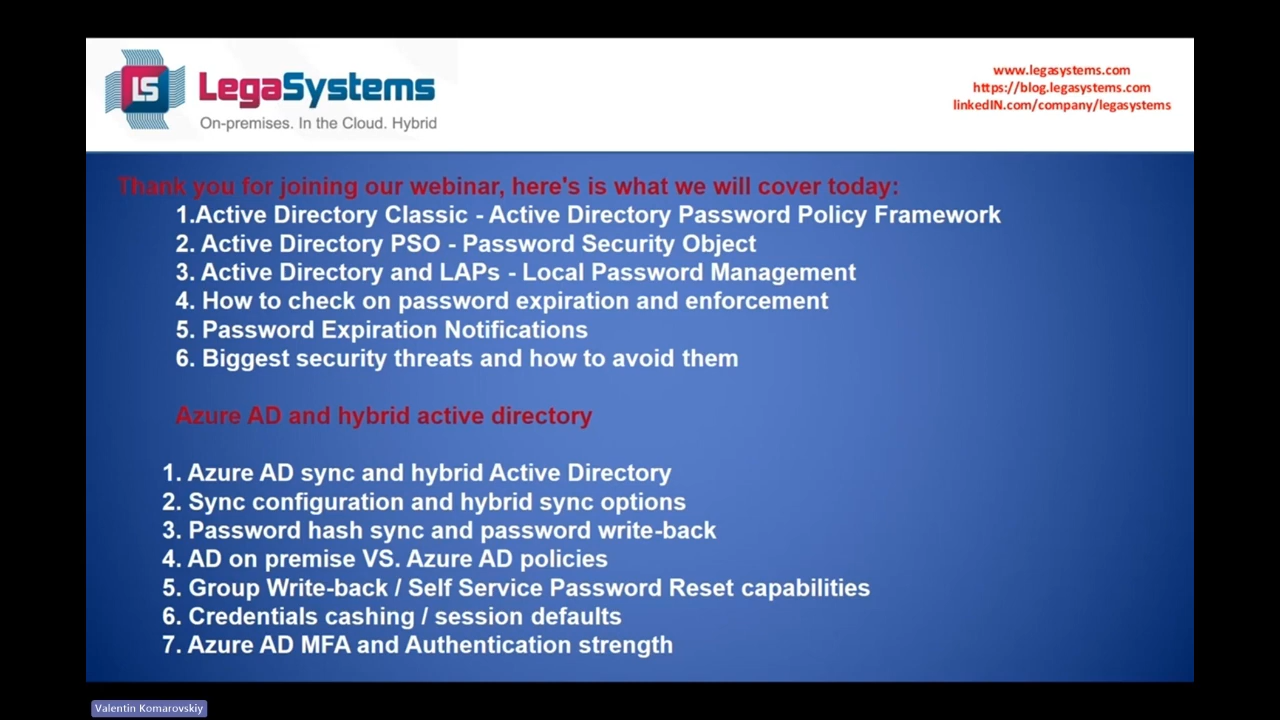 LS
LegaSystems
On-premises. In the Cloud. Hybrid
www.legasystems.com
https://blog.legasystems.com
linkedIN.com/company/legasystems
Thank you for joining our webinar, here's is what we will cover today:
1.Active Directory Classic - Active Directory Password Policy Framework
2. Active Directory PSO - Password Security Object
3. Active Directory and LAPs - Local Password Management
4. How to check on password expiration and enforcement
5. Password Expiration Notifications
6. Biggest security threats and how to avoid them
Azure AD and hybrid active directory
1. Azure AD sync and hybrid Active Directory
2. Sync configuration and hybrid sync options
3. Password hash sync and password write-back
4. AD on premise VS. Azure AD policies
5. Group Write-back / Self Service Password Reset capabilities
6. Credentials cashing / session defaults
7. Azure AD MFA and Authentication strength
Valentin Komarovskiy